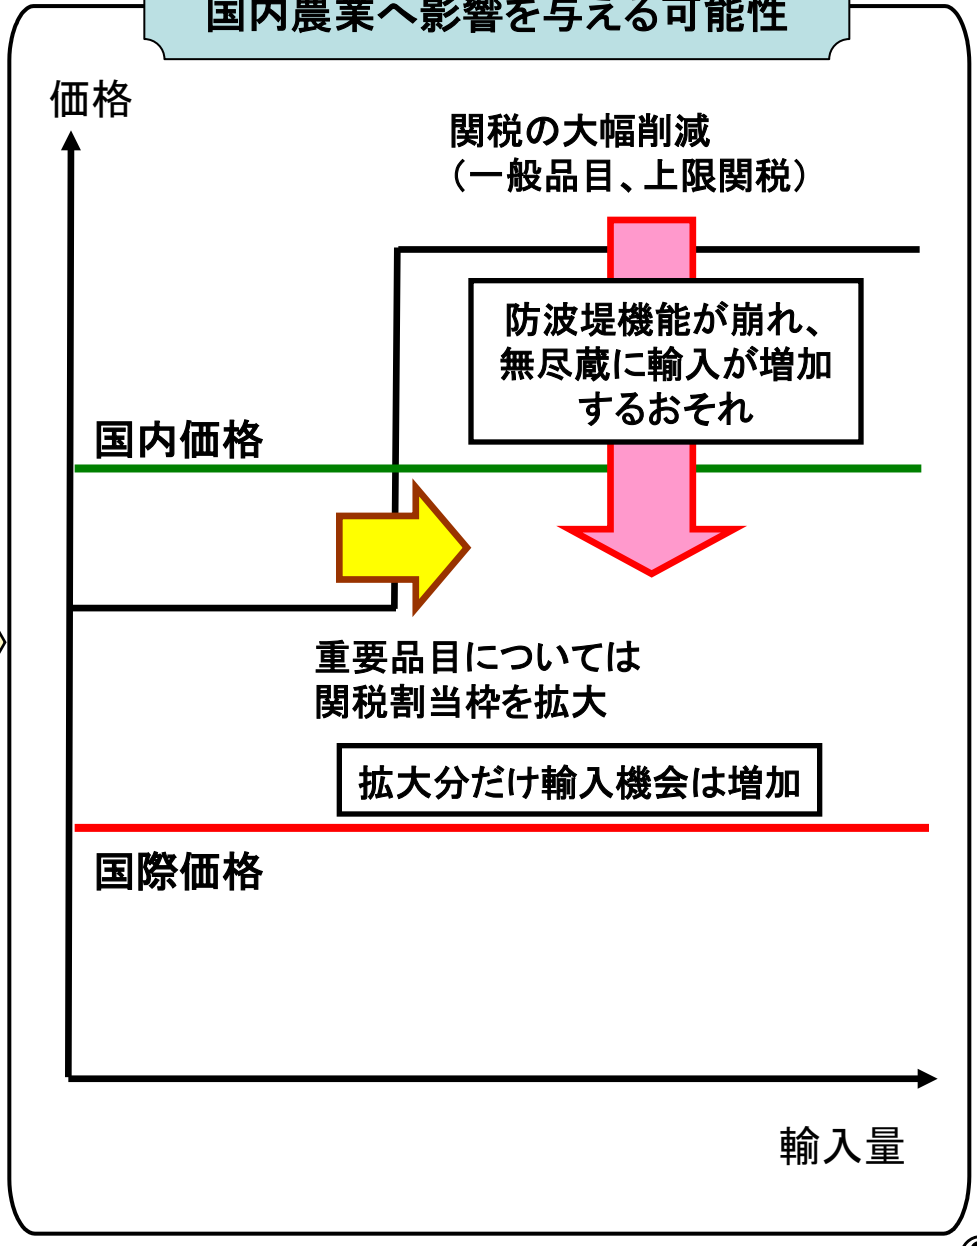 国内農業へ影響を与える可能性
価格
関税の大幅削減
（一般品目、上限関税）
防波堤機能が崩れ、
無尽蔵に輸入が増加
するおそれ
国内価格
重要品目については
関税割当枠を拡大
拡大分だけ輸入機会は増加
国際価格
輸入量